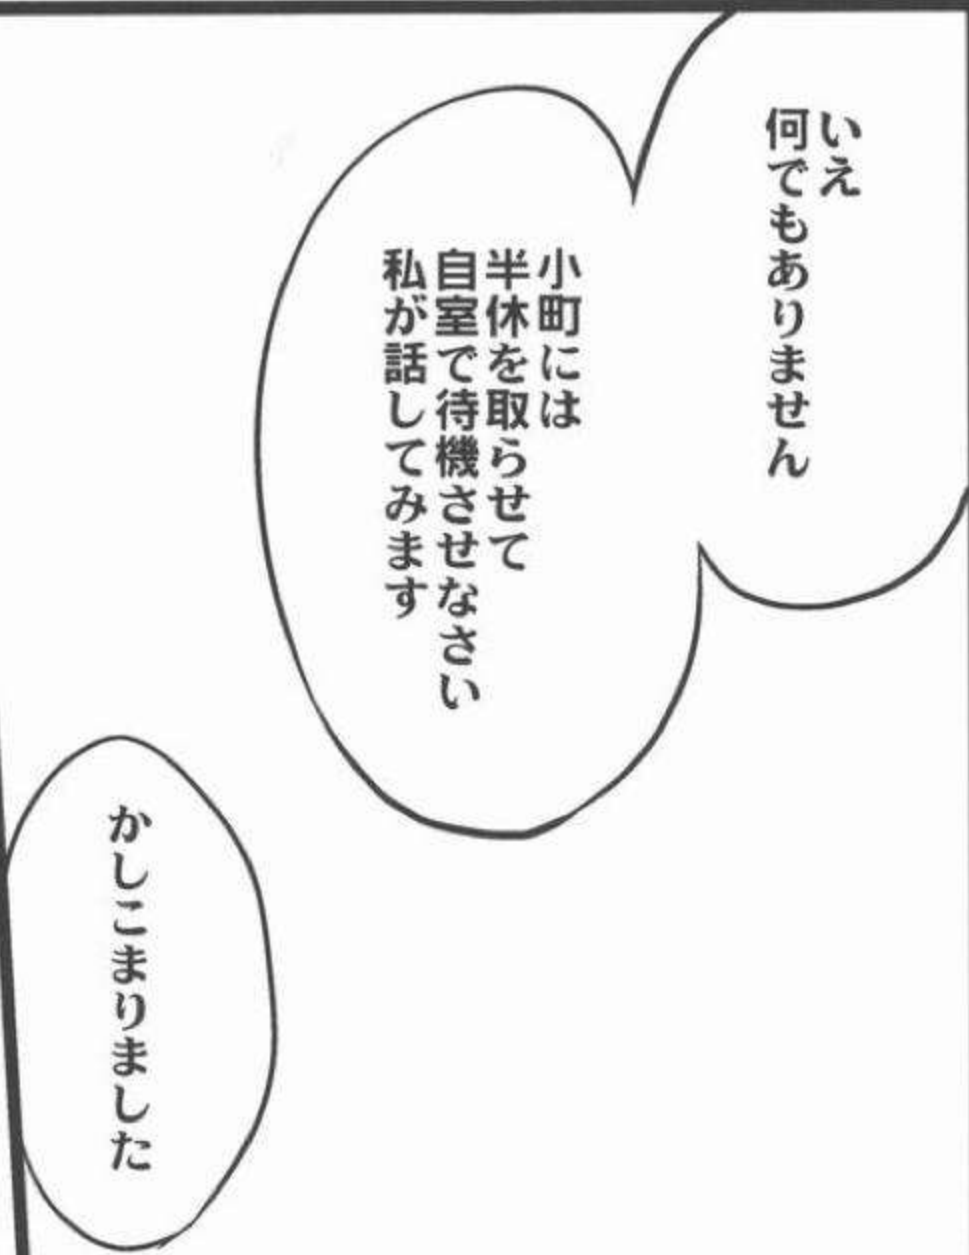 いえ
何でもありません
小町には
半休を取らせて
自室で待機させなさい
私が話してみます
かしこまりました